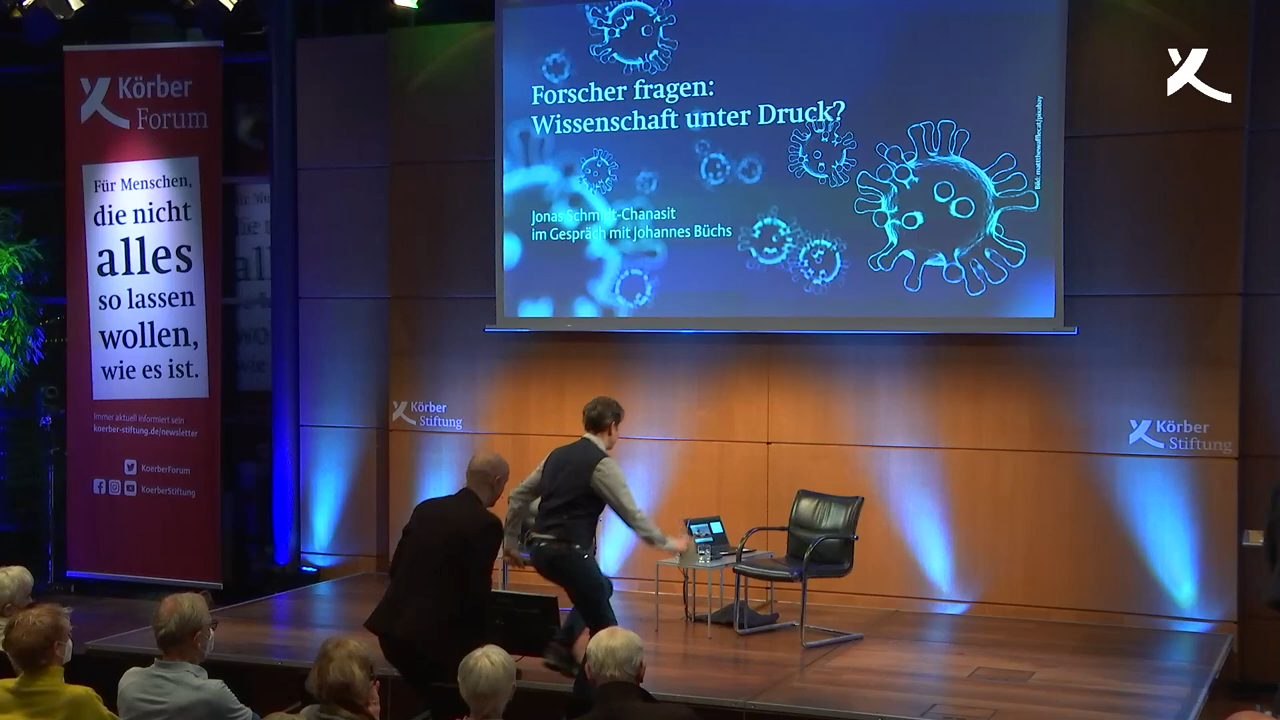 Körber
Forum
Für Menschen,
die nicht
alles
so lassen
wollen,
wie es ist.
Immer aktuell informiert sein
koerber-stiftung.de/newsletter
KoerberForum
KoerberStiftung
Forscher fragen:
Wissenschaft unter Druck?
Jonas Schmidt-Chanasit
im Gespräch mit Johannes Büchs
Körber
Stiftung
Körber
Stiftung